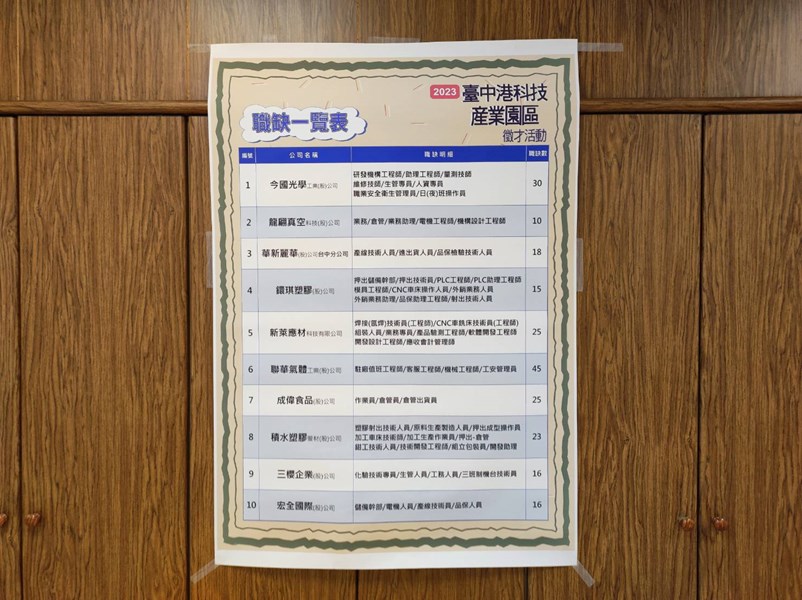 2023 臺中港科技
產業園區
徵才活動
職缺一覽表
編號 公司名稱 職缺明細 職缺數
1 今國光學工業(股)公司 研發機構工程師/助理工程師/量測技師
維修技師/生管專員/人資專員
職業安全衛生管理員/日(夜)班操作員 30
2 龍翩真空科技(股)公司 業務/倉管/業務助理/電機工程師/機構設計工程師 10
3 華新麗華(股)公司台中分公司 產線技術人員/進出貨人員/品保檢驗技術人員 18
4 鐠琪塑膠(股)公司 押出儲備幹部/押出技術員/PLC工程師/PLC助理工程師
模具工程師/CNC車床操作人員/外銷業務人員
外銷業務助理/品保助理工程師/射出技術人員 15
5 新萊應材科技有限公司 焊接(氬焊)技術員(工程師)/CNC車銑床技術員(工程師)
組裝人員/業務專員/產品驗測工程師/軟體開發工程師
開發設計工程師/應收會計管理師 25
6 聯華氣體工業(股)公司 駐廠值班工程師/客服工程師/機械工程師/工安管理員 45
7 成偉食品(股)公司 作業員/倉管員/倉管出貨員 25
8 積水塑膠餐材(股)公司 塑膠射出技術人員/原料生產製造人員/押出成型操作員
加工車床技術師/加工生產作業員/押出-倉管
組工技術人員/技術開發工程師/組立包裝員/開發助理 23
9 三櫻企業(股)公司 化驗技術專員/生管人員/工務人員/三班制機台技術員 16
10 宏全國際(股)公司 儲備幹部/電機人員/產線技術員/品保人員 16